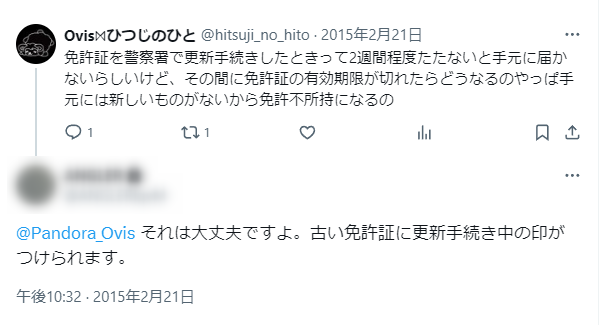 Ovis⋈ひつじのひと @hitsuji_no_hito · 2015年2月21日
免許証を警察署で更新手続きしたときって2週間程度たたないと手元に届か
ないらしいけど、その間に免許証の有効期限が切れたらどうなるのやっぱ手
元には新しいものがないから免許不所持になるの
1 1
@Pandora_Ovis それは大丈夫ですよ。古い免許証に更新手続き中の印が
つけられます。
午後10:32 · 2015年2月21日